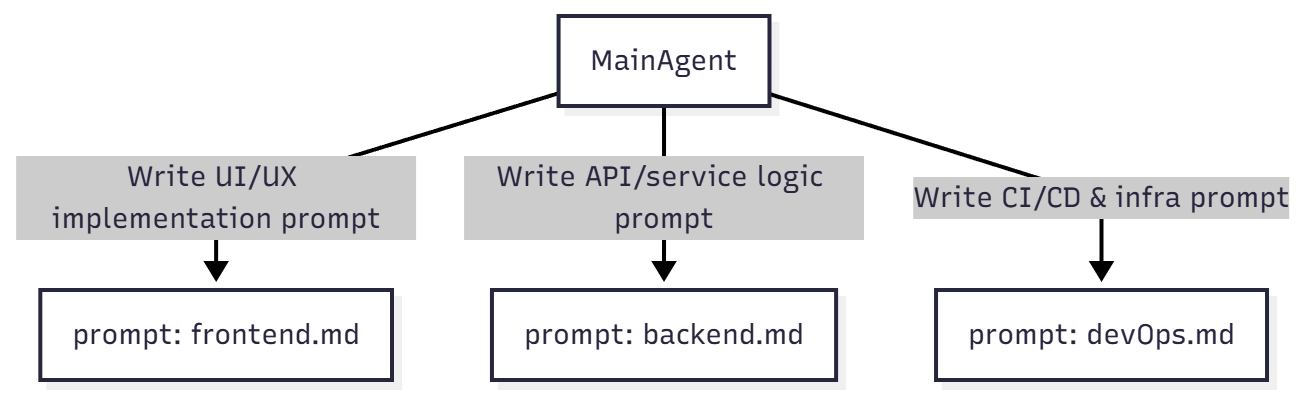 MainAgent
Write UI/UX
implementation prompt
Write API/service logic
prompt
Write CI/CD & infra prompt
prompt: frontend.md
prompt: backend.md
prompt: devOps.md